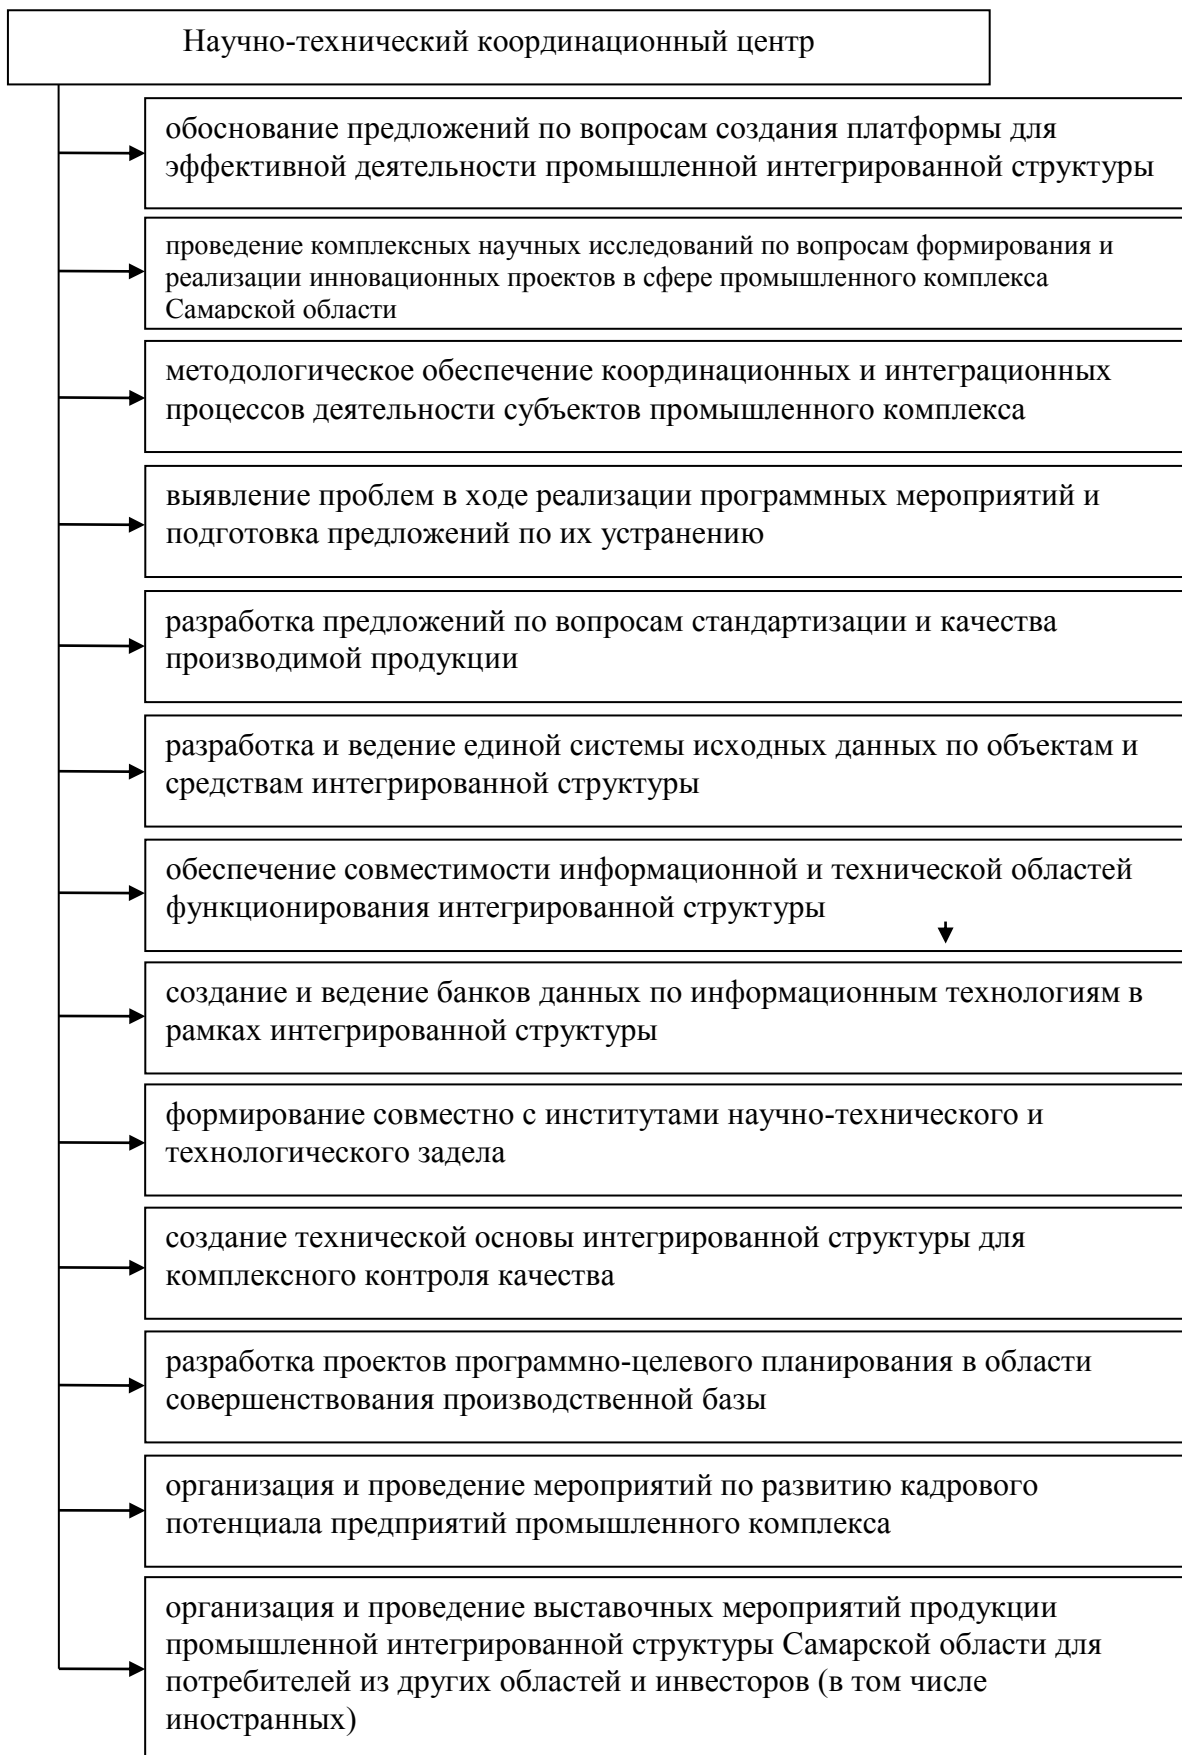 Научно-технический координационный центр
обоснование предложений по вопросам создания платформы для
эффективной деятельности промышленной интегрированной структуры
проведение комплексных научных исследований по вопросам формирования и
реализации инновационных проектов в сфере промышленного комплекса
Самарской области
методологическое обеспечение координационных и интеграционных
процессов деятельности субъектов промышленного комплекса
выявление проблем в ходе реализации программных мероприятий и
подготовка предложений по их устранению
разработка предложений по вопросам стандартизации и качества
производимой продукции
разработка и ведение единой системы исходных данных по объектам и
средствам интегрированной структуры
обеспечение совместимости информационной и технической областей
функционирования интегрированной структуры
создание и ведение банков данных по информационным технологиям в
рамках интегрированной структуры
формирование совместно с институтами научно-технического и
технологического задела
создание технической основы интегрированной структуры для
комплексного контроля качества
разработка проектов программно-целевого планирования в области
совершенствования производственной базы
организация и проведение мероприятий по развитию кадрового
потенциала предприятий промышленного комплекса
организация и проведение выставочных мероприятий продукции
промышленной интегрированной структуры Самарской области для
потребителей из других областей и инвесторов (в том числе
иностранных)